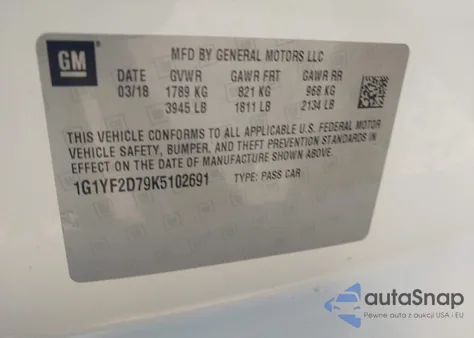 GM
MFD BY GENERAL MOTORS LLC
DATE GVWR GAWR FRT GAWR RR
03/18 1789 KG 821 KG 968 KG
3945 LB 1811 LB 2134 LB
THIS VEHICLE CONFORMS TO ALL APPLICABLE U.S. FEDERAL MOTOR
VEHICLE SAFETY, BUMPER, AND THEFT PREVENTION STANDARDS IN
EFFECT ON THE DATE OF MANUFACTURE SHOWN ABOVE.
1G1YF2D79K5102691 TYPE: PASS CAR
autoSnap
Pewne auta z aukcji USA i EU